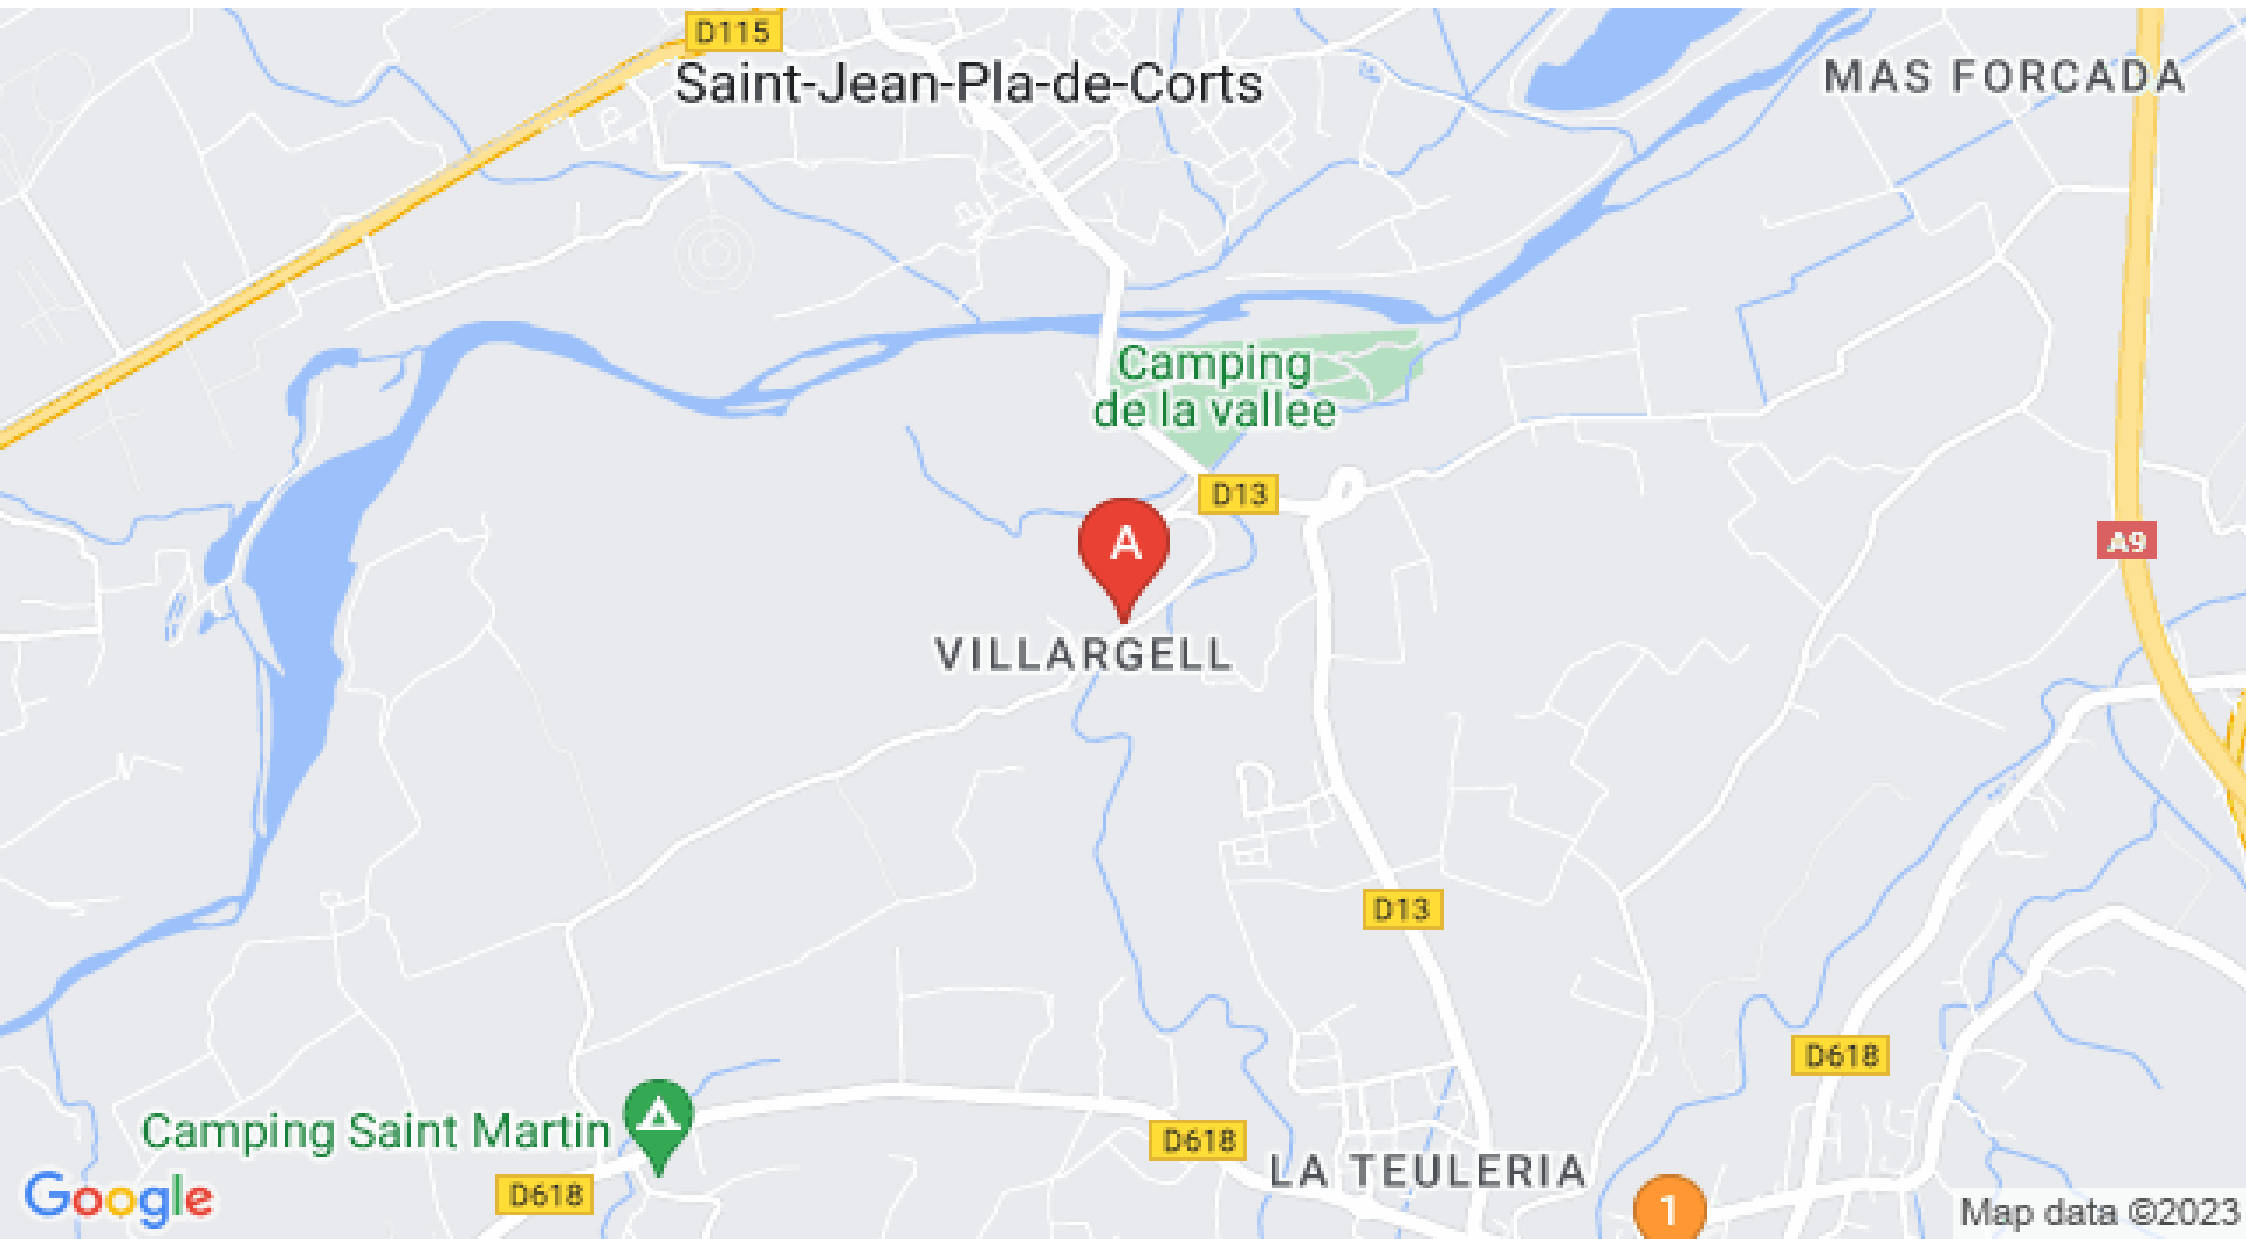 D115
Saint-Jean-Pla-de-Corts
MAS FORCADA
Camping
de la vallee
D13
A
A9
VILLARGELL
D13
D618
Camping Saint Martin
D618
LA TEULERIA
D618
1
Google
Map data ©2023